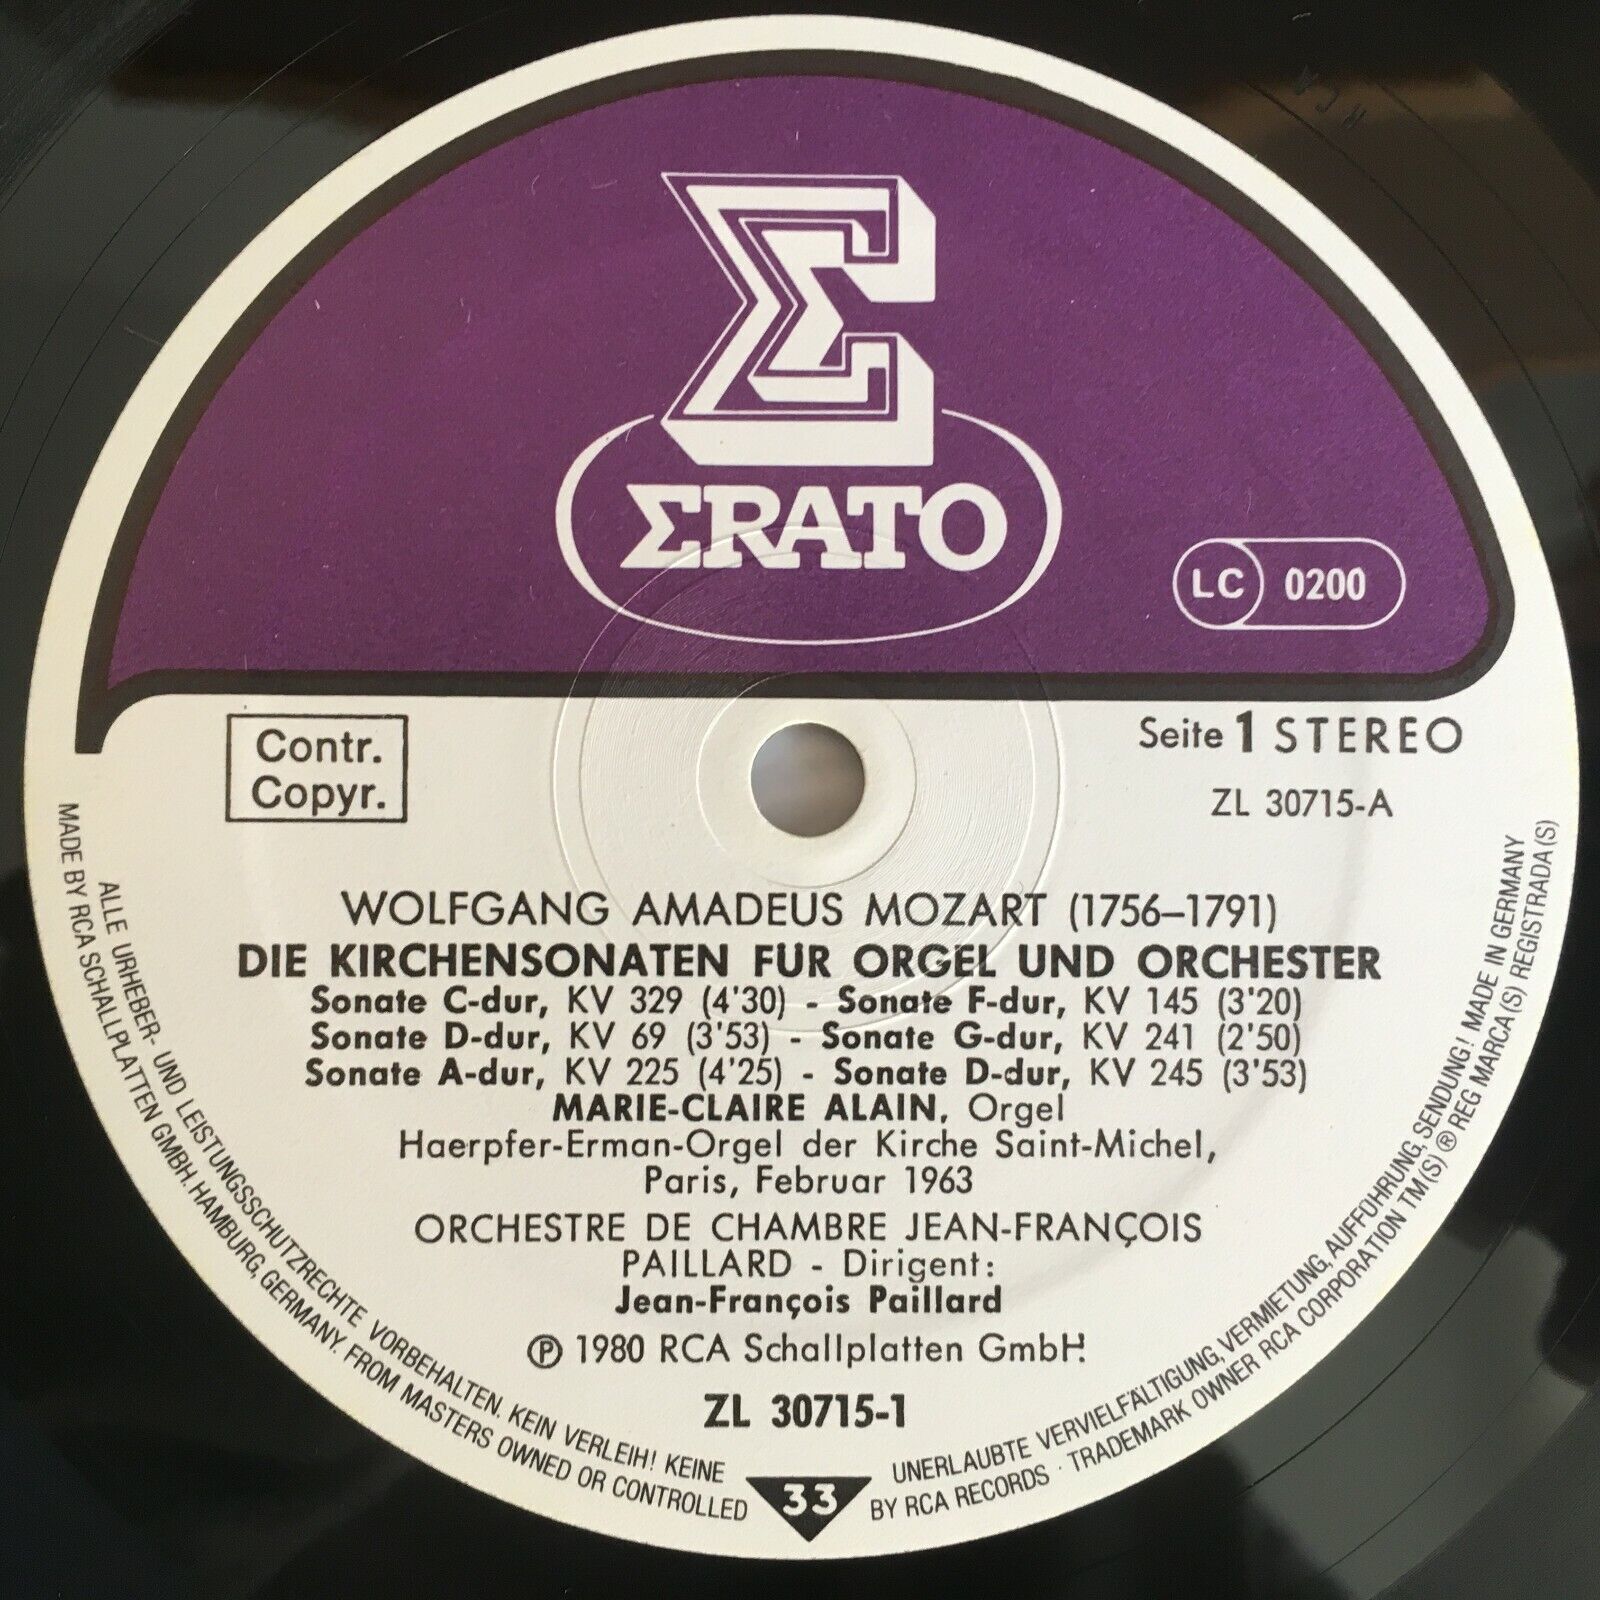 Σ
ΣRATO
LC 0200
Contr.
Copyr.
Seite 1 STEREO
ZL 30715-A
WOLFGANG AMADEUS MOZART (1756–1791)
DIE KIRCHENSONATEN FÜR ORGEL UND ORCHESTER
Sonate C-dur, KV 329 (4'30) - Sonate F-dur, KV 145 (3'20)
Sonate D-dur, KV 69 (3'53) - Sonate G-dur, KV 241 (2'50)
Sonate A-dur, KV 225 (4'25) - Sonate D-dur, KV 245 (3'53)
MARIE-CLAIRE ALAIN, Orgel
Haerpfer-Erman-Orgel der Kirche Saint-Michel,
Paris, Februar 1963
ORCHESTRE DE CHAMBRE JEAN-FRANÇOIS
PAILLARD - Dirigent:
Jean-François Paillard
℗ 1980 RCA Schallplatten GmbH.
ZL 30715-1
33
ALLE URHEBER- UND LEISTUNGSSCHUTZRECHTE VORBEHALTEN. KEIN VERLEIH! KEINE
UNERLAUBTE VERVIELFÄLTIGUNG, VERMIETUNG, AUFFÜHRUNG, SENDUNG! MADE IN GERMANY
MADE BY RCA SCHALLPLATTEN GMBH. HAMBURG, GERMANY. FROM MASTERS OWNED OR CONTROLLED
BY RCA RECORDS · TRADEMARK OWNER RCA CORPORATION TM(S) ® REG MARCA(S) REGISTRADA(S)